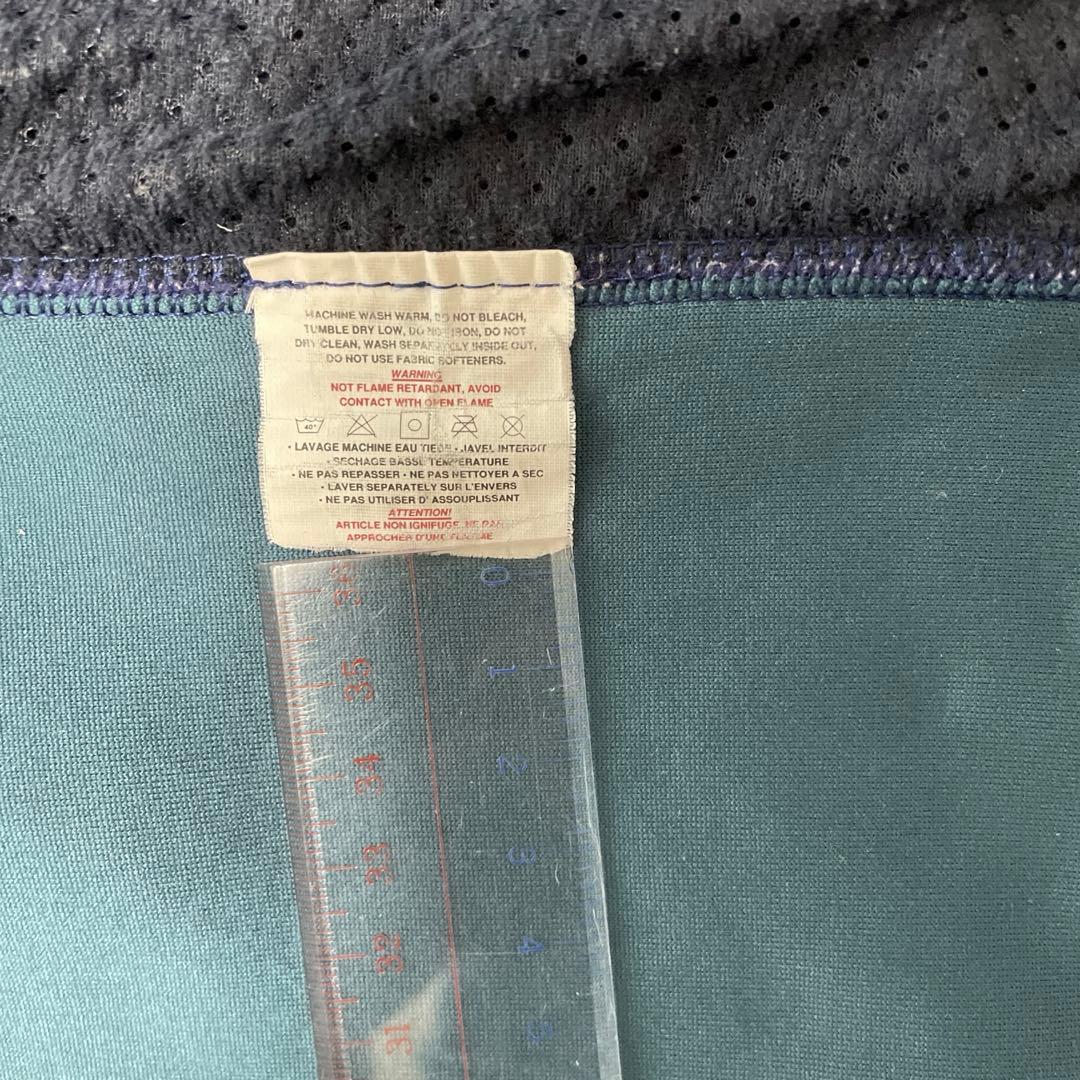 MACHINE WASH WARM, DO NOT BLEACH,
TUMBLE DRY LOW, DO NOT IRON, DO NOT
DRY CLEAN, WASH SEPARATELY INSIDE OUT,
DO NOT USE FABRIC SOFTENERS.
WARNING
NOT FLAME RETARDANT, AVOID
CONTACT WITH OPEN FLAME
40°
• LAVAGE MACHINE EAU TIEDE • JAVEL INTERDIT
• SECHAGE BASSE TEMPERATURE
• NE PAS REPASSER • NE PAS NETTOYER A SEC
• LAVER SEPARATELY SUR L'ENVERS
• NE PAS UTILISER D' ASSOUPLISSANT
ATTENTION!
ARTICLE NON IGNIFUGE, NE PAS
APPROCHER D'UNE FLAMME
36 0
35 1
34 2
33 3
32 4
31 5